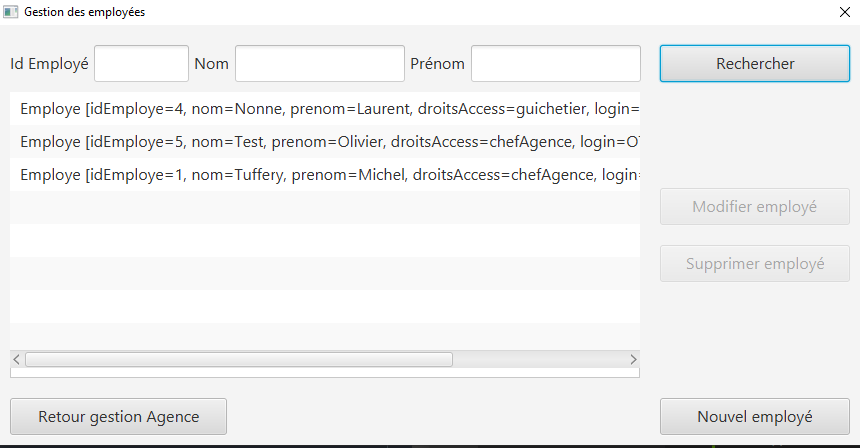 Gestion des employées
Id Employé Nom Prénom Rechercher
Employe [idEmploye=4, nom=Nonne, prenom=Laurent, droitsAccess=guichetier, login=
Employe [idEmploye=5, nom=Test, prenom=Olivier, droitsAccess=chefAgence, login=OT
Employe [idEmploye=1, nom=Tuffery, prenom=Michel, droitsAccess=chefAgence, login=
Modifier employé
Supprimer employé
Retour gestion Agence Nouvel employé